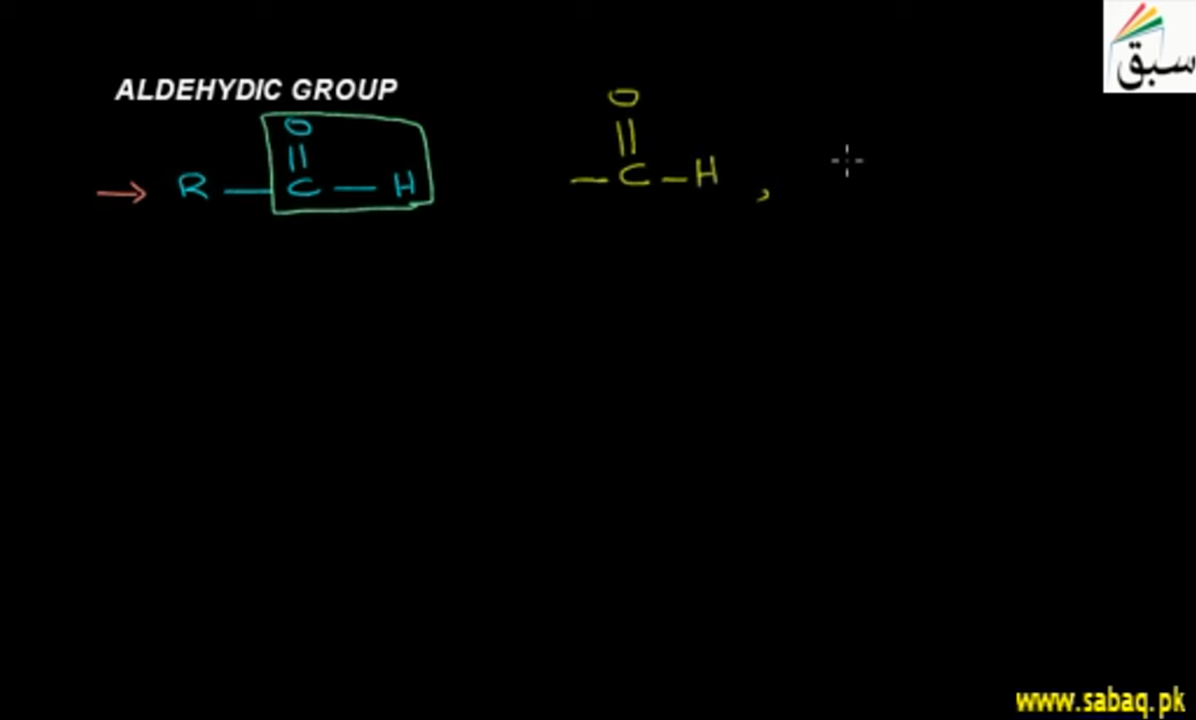 سبق
ALDEHYDIC GROUP
O
||
→ R — C — H
O
||
— C — H ,
www.sabaq.pk